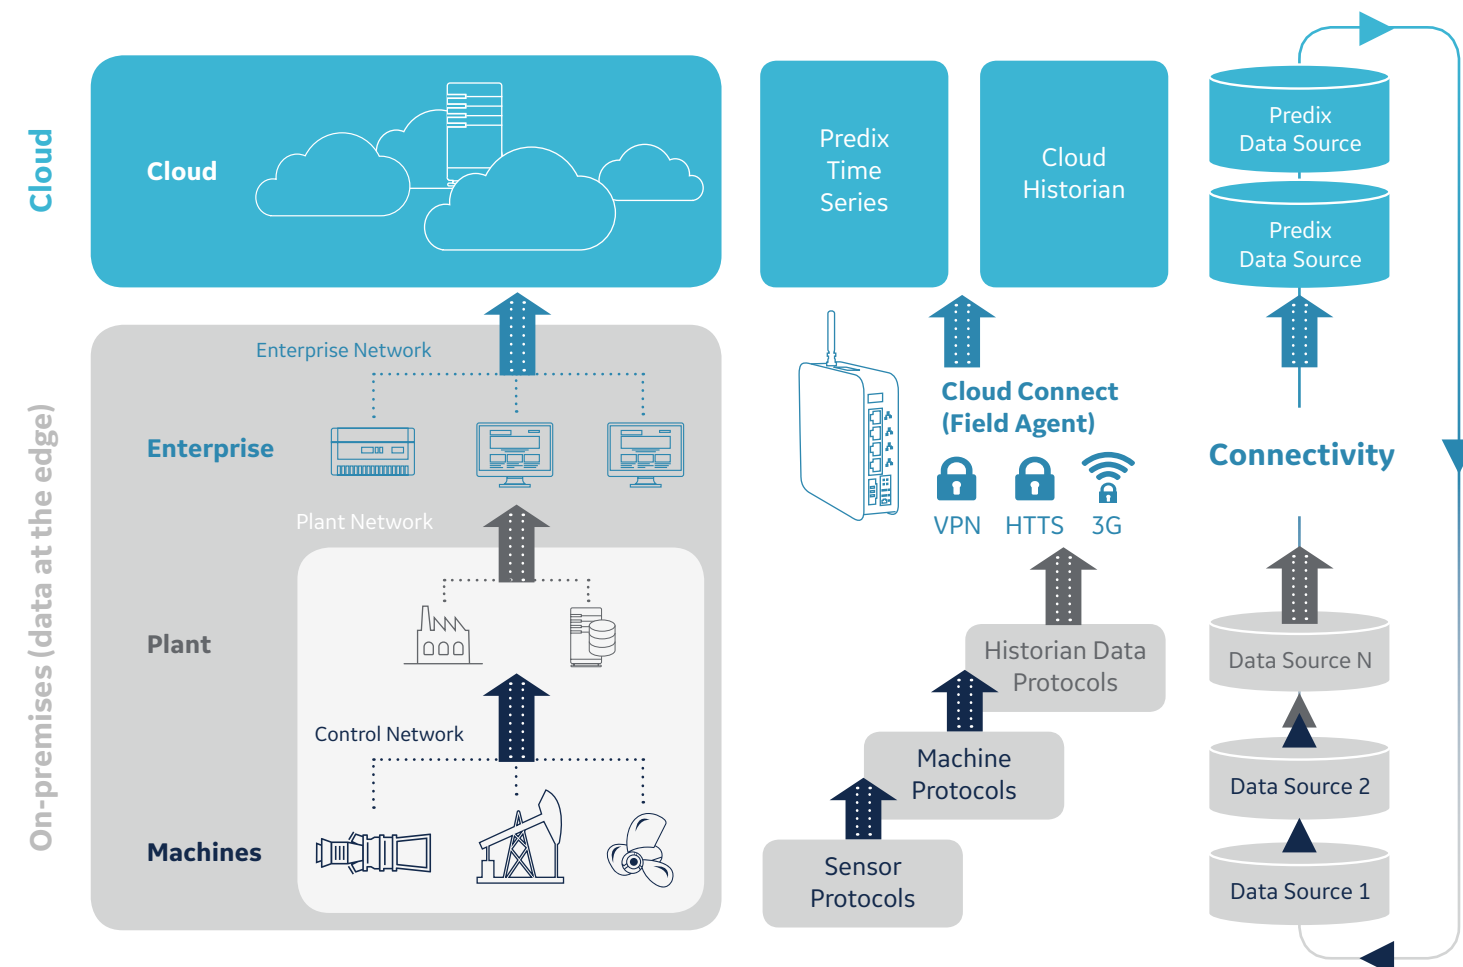 Cloud
On-premises (data at the edge)
Cloud
Enterprise Network
Enterprise
Plant Network
Plant
Control Network
Machines
Predix
Time
Series
Cloud
Historian
Cloud Connect
(Field Agent)
VPN
HTTS
3G
Historian Data
Protocols
Machine
Protocols
Sensor
Protocols
Predix
Data Source
Predix
Data Source
Connectivity
Data Source N
Data Source 2
Data Source 1